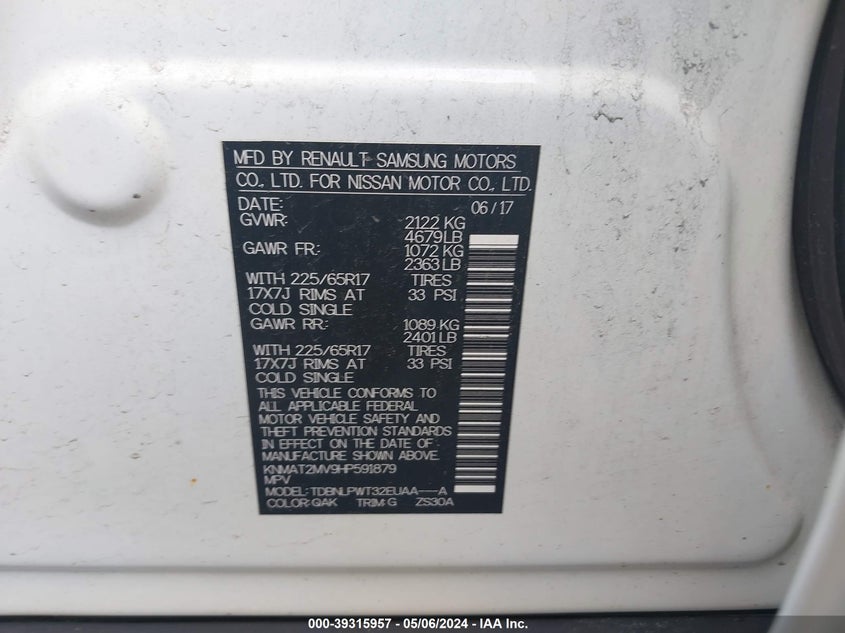 MFD BY RENAULT SAMSUNG MOTORS
CO., LTD. FOR NISSAN MOTOR CO., LTD.
DATE: 06/17
GVWR: 2122 KG
4679 LB
GAWR FR: 1072 KG
2363 LB
WITH 225/65R17 TIRES
17X7J RIMS AT 33 PSI
COLD SINGLE
GAWR RR: 1089 KG
2401 LB
WITH 225/65R17 TIRES
17X7J RIMS AT 33 PSI
COLD SINGLE
THIS VEHICLE CONFORMS TO
ALL APPLICABLE FEDERAL
MOTOR VEHICLE SAFETY AND
THEFT PREVENTION STANDARDS
IN EFFECT ON THE DATE OF
MANUFACTURE SHOWN ABOVE.
KNMAT2MV9HP591879
MPV
MODEL: TDBNLPWT32EUAA---A
COLOR: QAK TRIM: G ZS30A
000-39315957 - 05/06/2024 - IAA Inc.